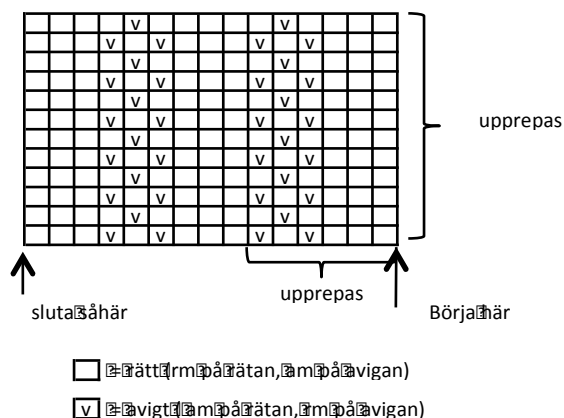 v v
v v v v
v v
v v v v
v v
v v v v
v v
v v v v
v v
v v v v
v v
v v v v
upprepas
upprepas
sluta såhär
Börja här
= rätt (rm på rätan, am på avigan)
v = avigt (am på rätan, rm på avigan)